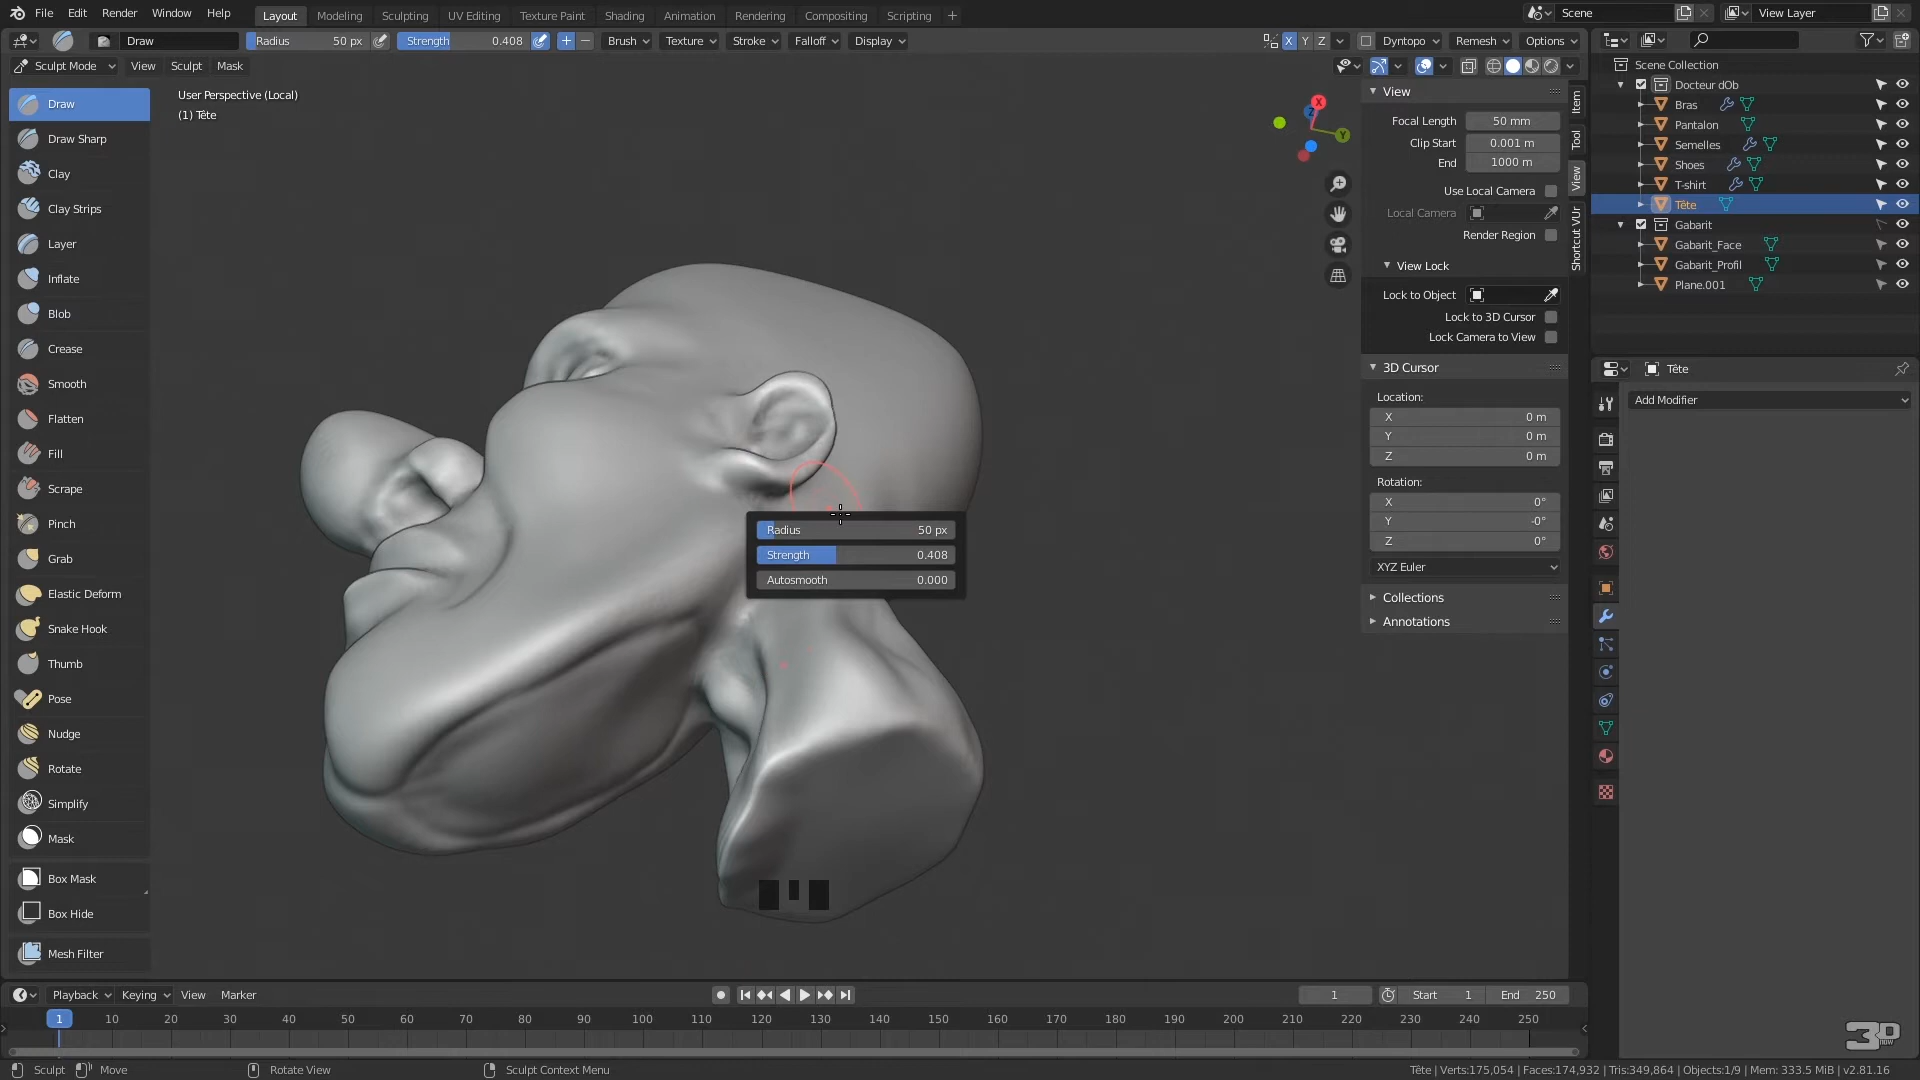 File Edit Render Window Help
Layout Modeling Sculpting UV Editing Texture Paint Shading Animation Rendering Compositing Scripting +
Scene View Layer
Draw Radius 50 px Strength 0.408 + − Brush Texture Stroke Falloff Display X Y Z Dyntopo Remesh Options
Sculpt Mode View Sculpt Mask
User Perspective (Local)
(1) Tête
Draw
Draw Sharp
Clay
Clay Strips
Layer
Inflate
Blob
Crease
Smooth
Flatten
Fill
Scrape
Pinch
Grab
Elastic Deform
Snake Hook
Thumb
Pose
Nudge
Rotate
Simplify
Mask
Box Mask
Box Hide
Mesh Filter
X
Y
Z
Radius 50 px
Strength 0.408
Autosmooth 0.000
View
Focal Length 50 mm
Clip Start 0.001 m
End 1000 m
Use Local Camera
Local Camera
Render Region
View Lock
Lock to Object
Lock to 3D Cursor
Lock Camera to View
3D Cursor
Location:
X 0 m
Y 0 m
Z 0 m
Rotation:
X 0°
Y -0°
Z 0°
XYZ Euler
Collections
Annotations
Item
Tool
View
Shortcut VUr
Scene Collection
Docteur dOb
Bras
Pantalon
Semelles
Shoes
T-shirt
Tête
Gabarit
Gabarit_Face
Gabarit_Profil
Plane.001
Tête
Add Modifier
Playback Keying View Marker 1 Start 1 End 250
1 10 20 30 40 50 60 70 80 90 100 110 120 130 140 150 160 170 180 190 200 210 220 230 240 250
3D now
Sculpt Move Rotate View Sculpt Context Menu Tête | Verts:175,054 | Faces:174,932 | Tris:349,864 | Objects:1/9 | Mem: 333.5 MiB | v2.81.16